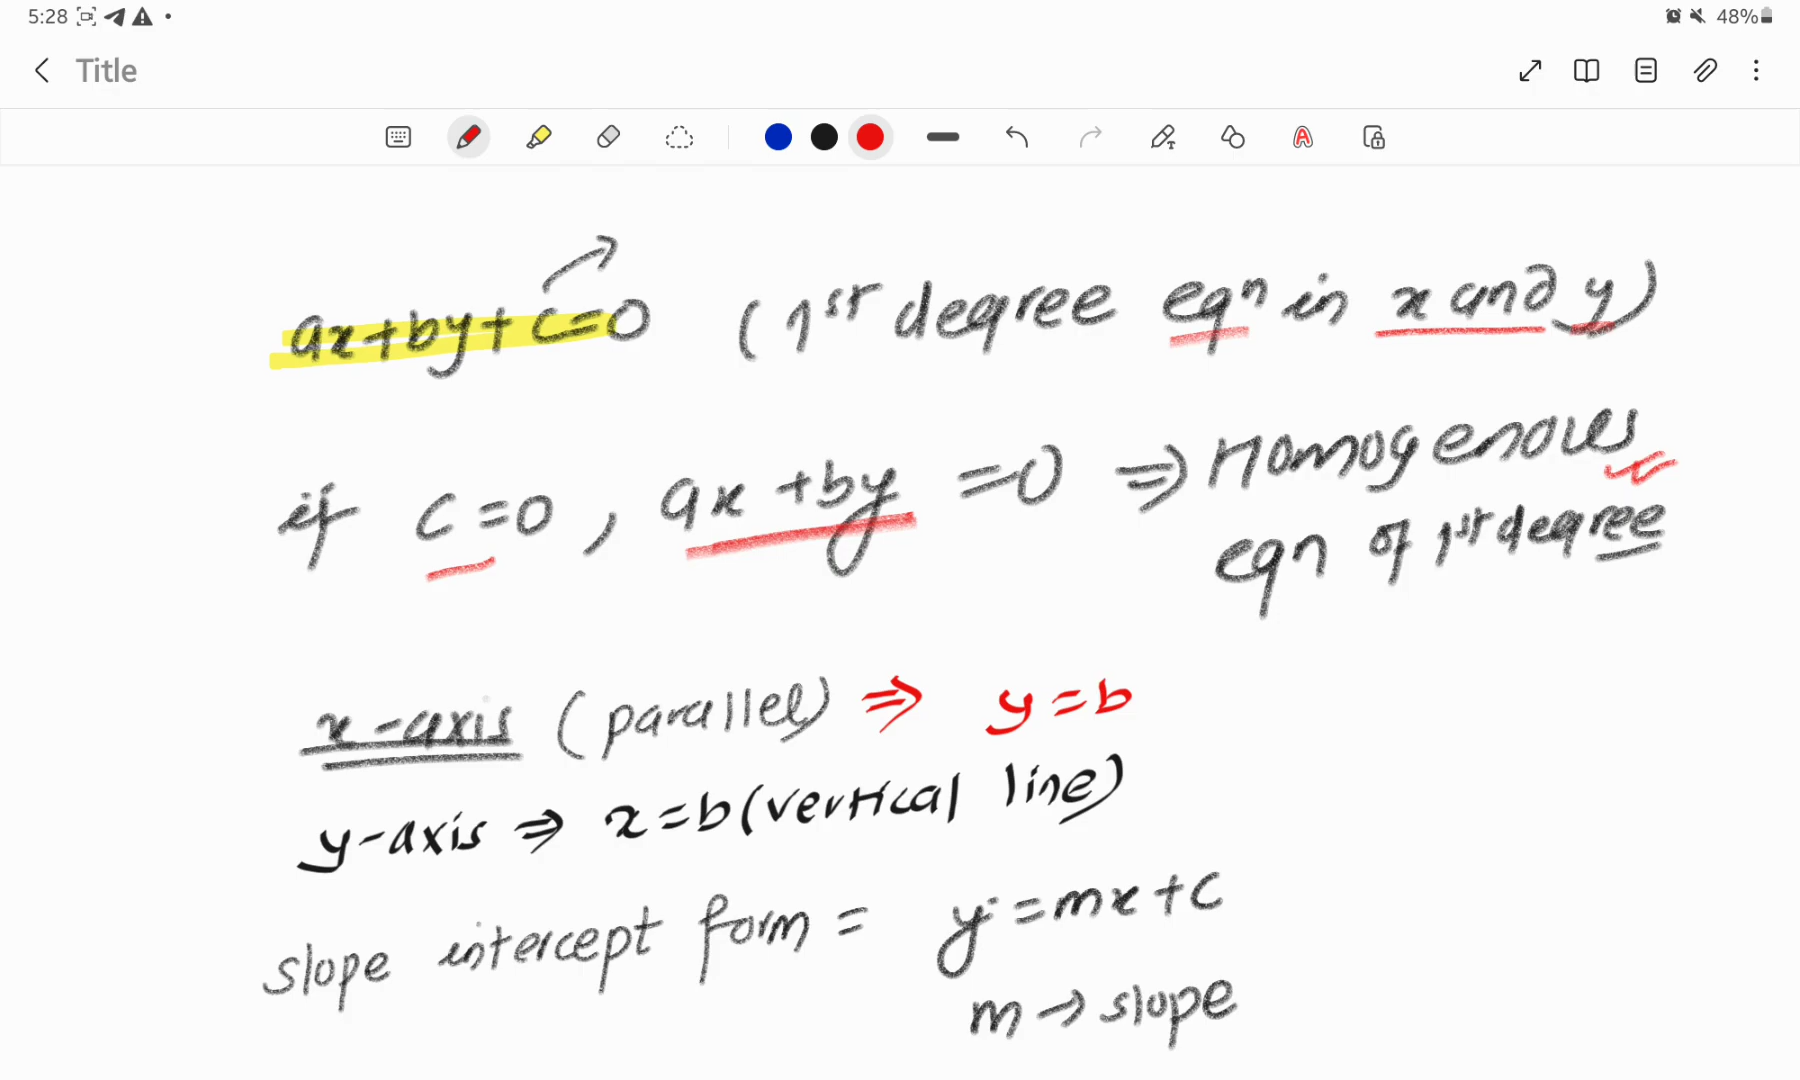 5:28 48%
Title
ax+by+c=0 (1st degree eqn in x and y)
if c=0, ax+by=0 ⇒ Homogenoues
eqn of 1st degree
x-axis (parallel) ⇒ y=b
y-axis ⇒ x=b (vertical line)
slope intercept form = y=mx+c
m → slope